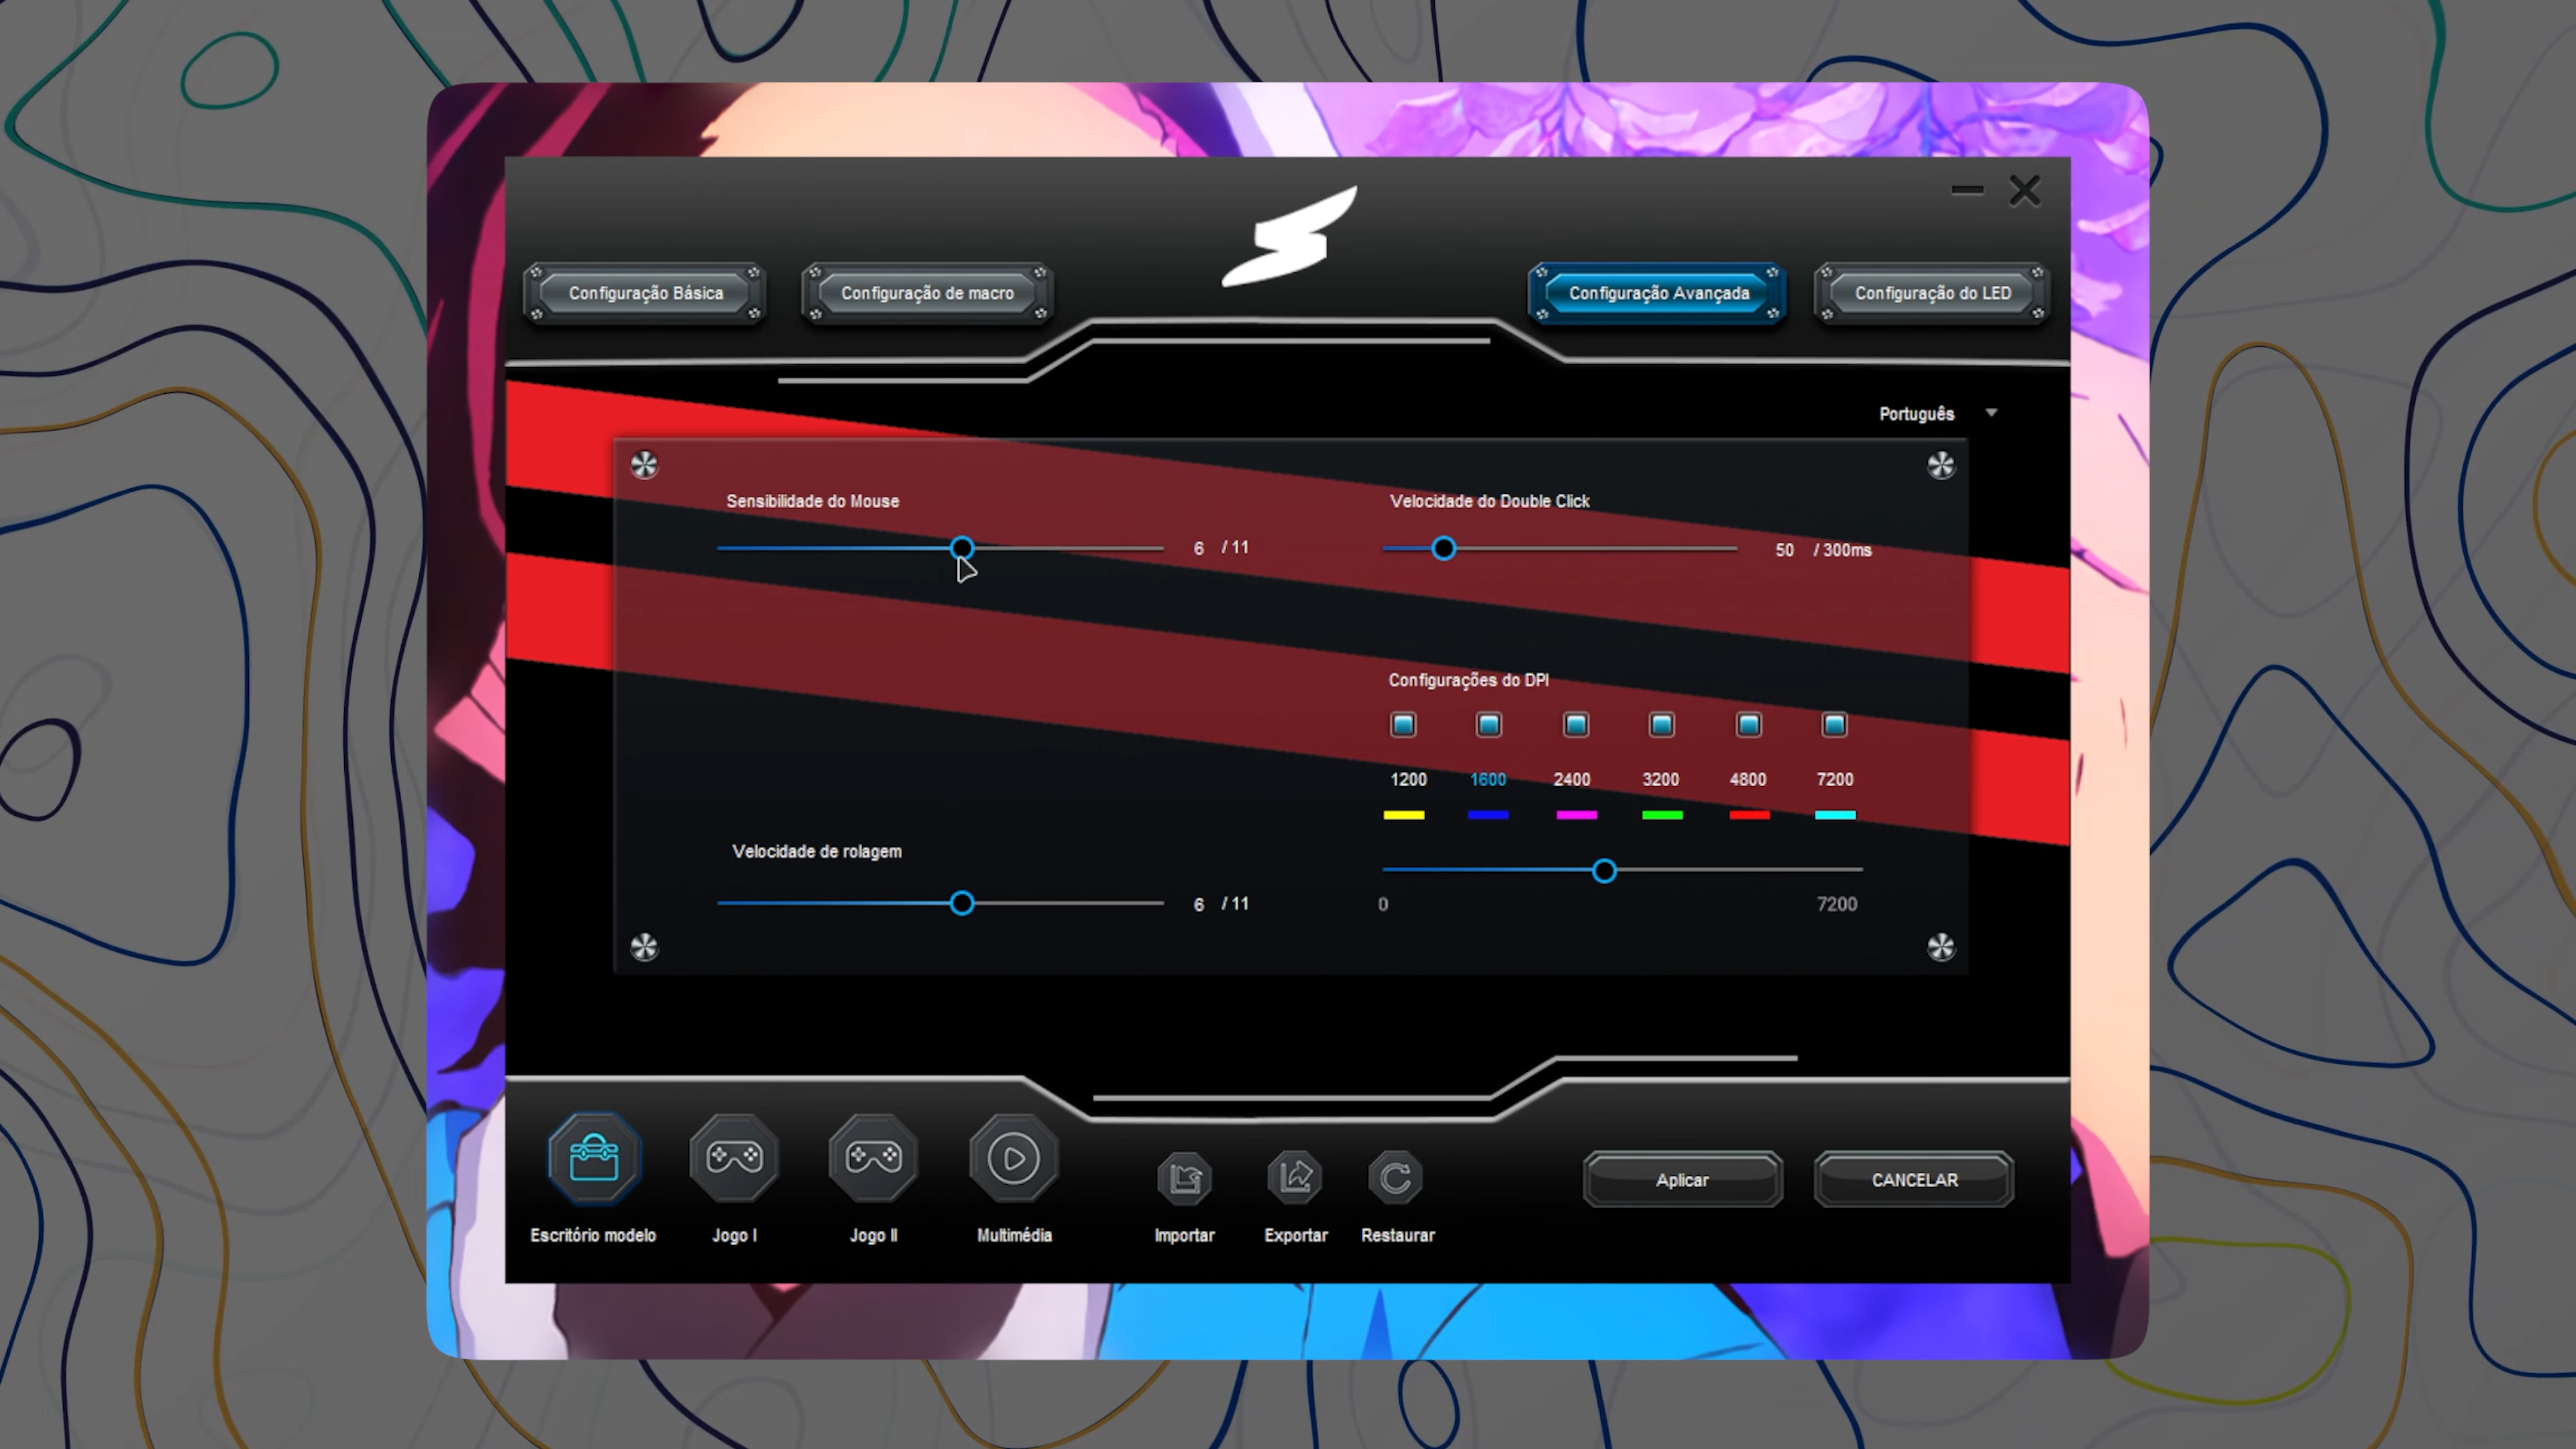 Configuração Básica
Configuração de macro
Configuração Avançada
Configuração do LED
Português
Sensibilidade do Mouse
6 / 11
Velocidade do Double Click
50 / 300ms
Configurações do DPI
1200 1600 2400 3200 4800 7200
0 7200
Velocidade de rolagem
6 / 11
Escritório modelo
Jogo I
Jogo II
Multimédia
Importar
Exportar
Restaurar
Aplicar
CANCELAR